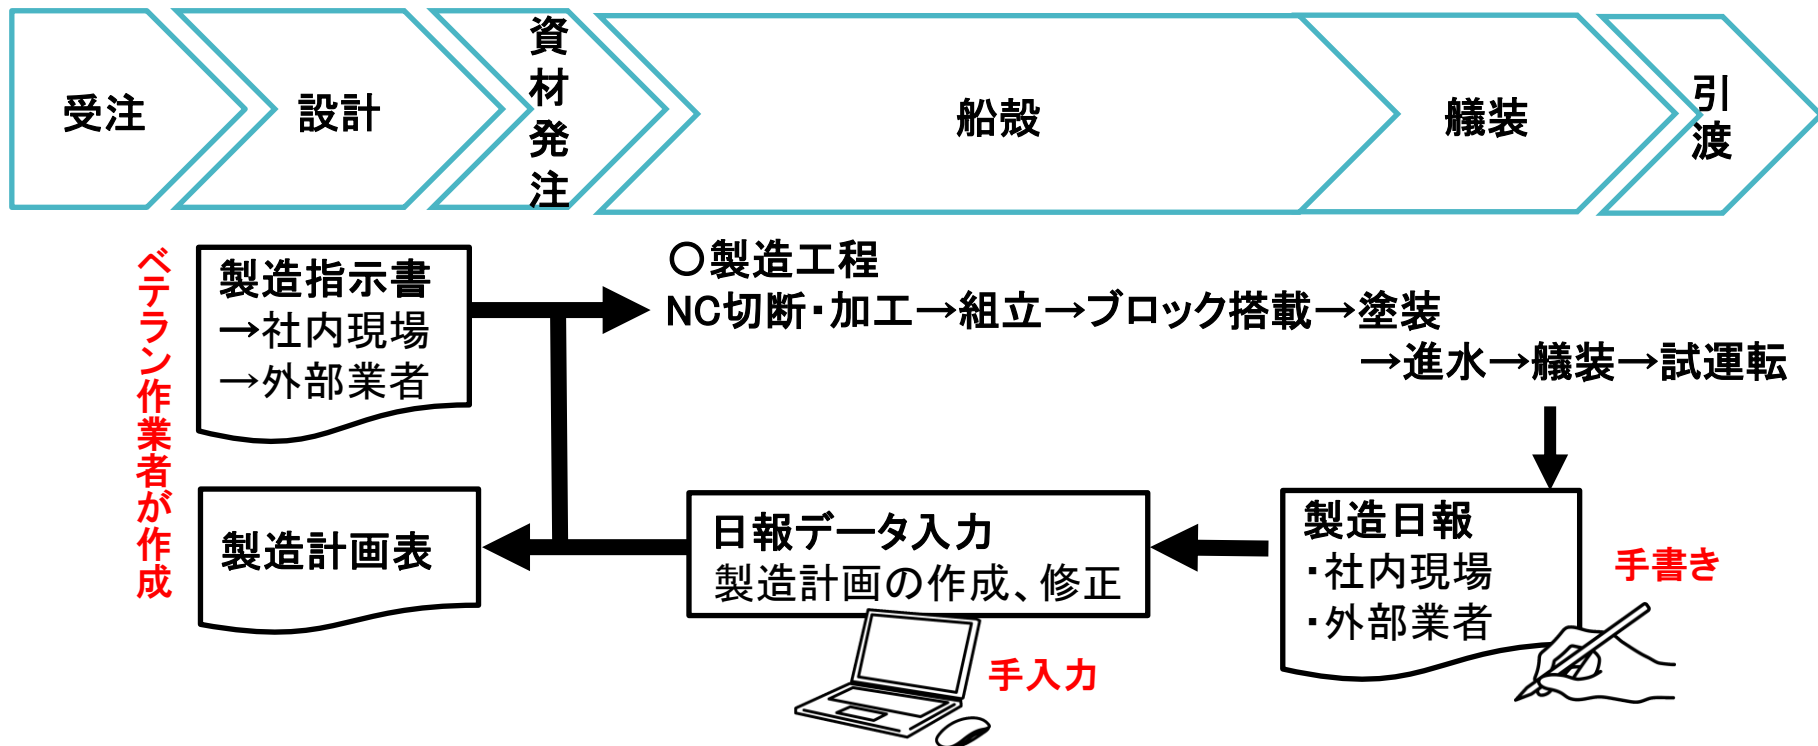 受注
設計
資材発注
船殻
艤装
引渡
ベテラン作業者が作成
製造指示書
→社内現場
→外部業者
〇製造工程
NC切断・加工→組立→ブロック搭載→塗装
→進水→艤装→試運転
製造計画表
日報データ入力
製造計画の作成、修正
手入力
製造日報
・社内現場
・外部業者
手書き